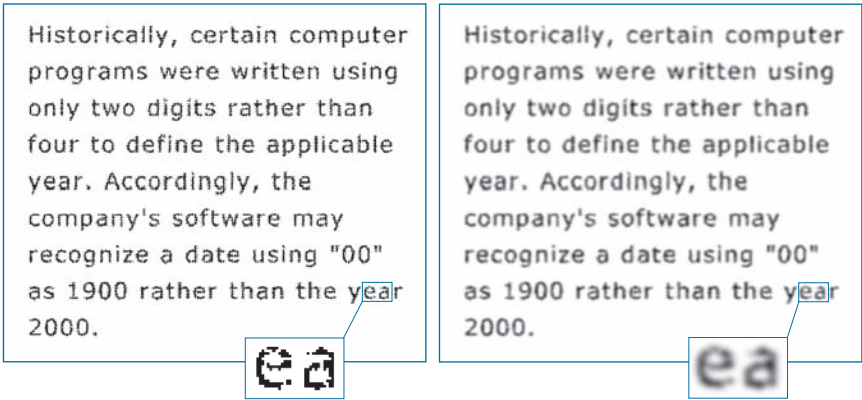 Historically, certain computer
programs were written using
only two digits rather than
four to define the applicable
year. Accordingly, the
company's software may
recognize a date using "00"
as 1900 rather than the year
2000.
ea
Historically, certain computer
programs were written using
only two digits rather than
four to define the applicable
year. Accordingly, the
company's software may
recognize a date using "00"
as 1900 rather than the year
2000.
ea